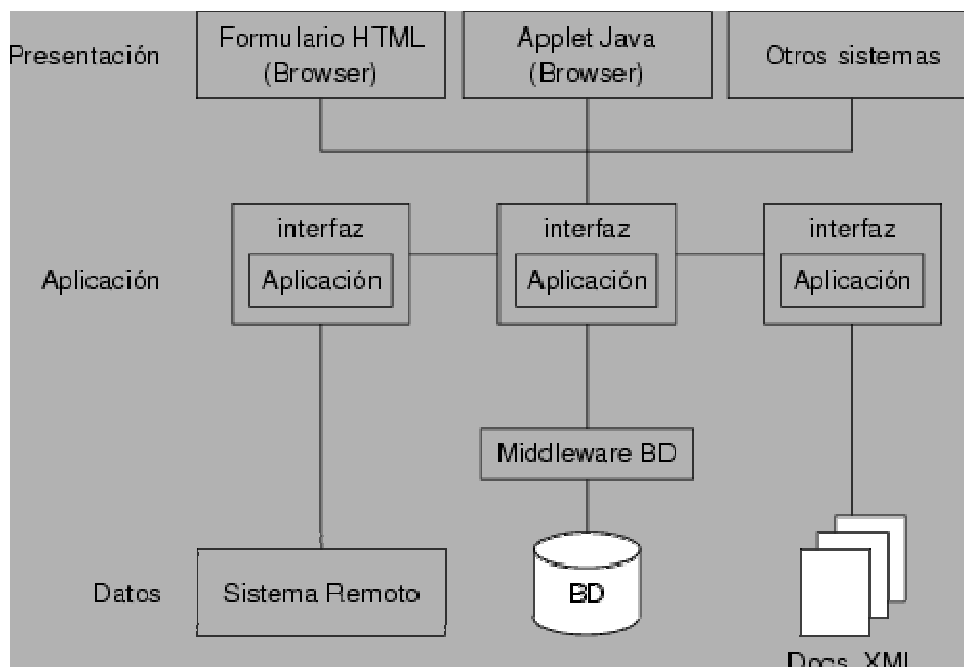 Presentación
Formulario HTML
(Browser)
Applet Java
(Browser)
Otros sistemas
Aplicación
interfaz
Aplicación
interfaz
Aplicación
interfaz
Aplicación
Middleware BD
Datos
Sistema Remoto
BD
Docs. XML